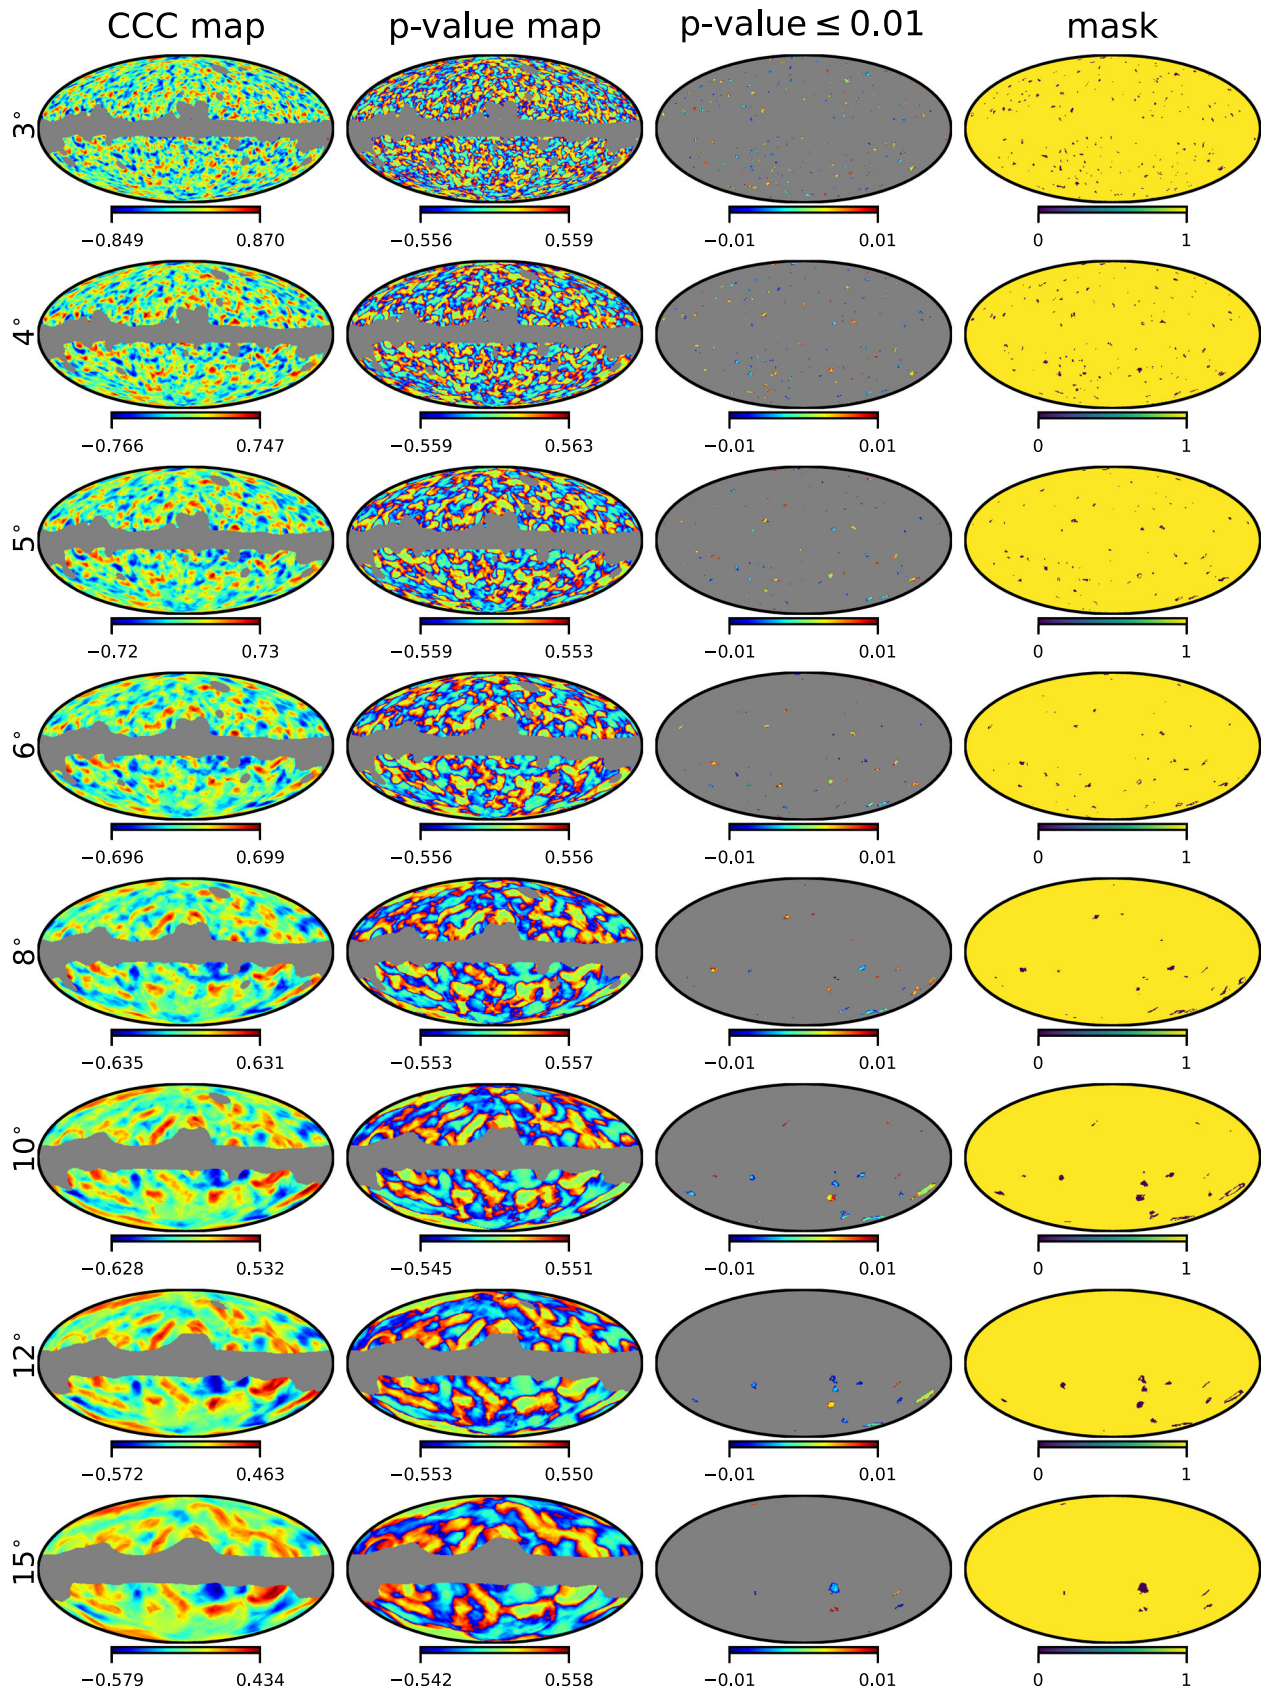 CCC map p-value map p-value ≤ 0.01 mask
3°
−0.849 0.870 −0.556 0.559 −0.01 0.01 0 1
4°
−0.766 0.747 −0.559 0.563 −0.01 0.01 0 1
5°
−0.72 0.73 −0.559 0.553 −0.01 0.01 0 1
6°
−0.696 0.699 −0.556 0.556 −0.01 0.01 0 1
8°
−0.635 0.631 −0.553 0.557 −0.01 0.01 0 1
10°
−0.628 0.532 −0.545 0.551 −0.01 0.01 0 1
12°
−0.572 0.463 −0.553 0.550 −0.01 0.01 0 1
15°
−0.579 0.434 −0.542 0.558 −0.01 0.01 0 1